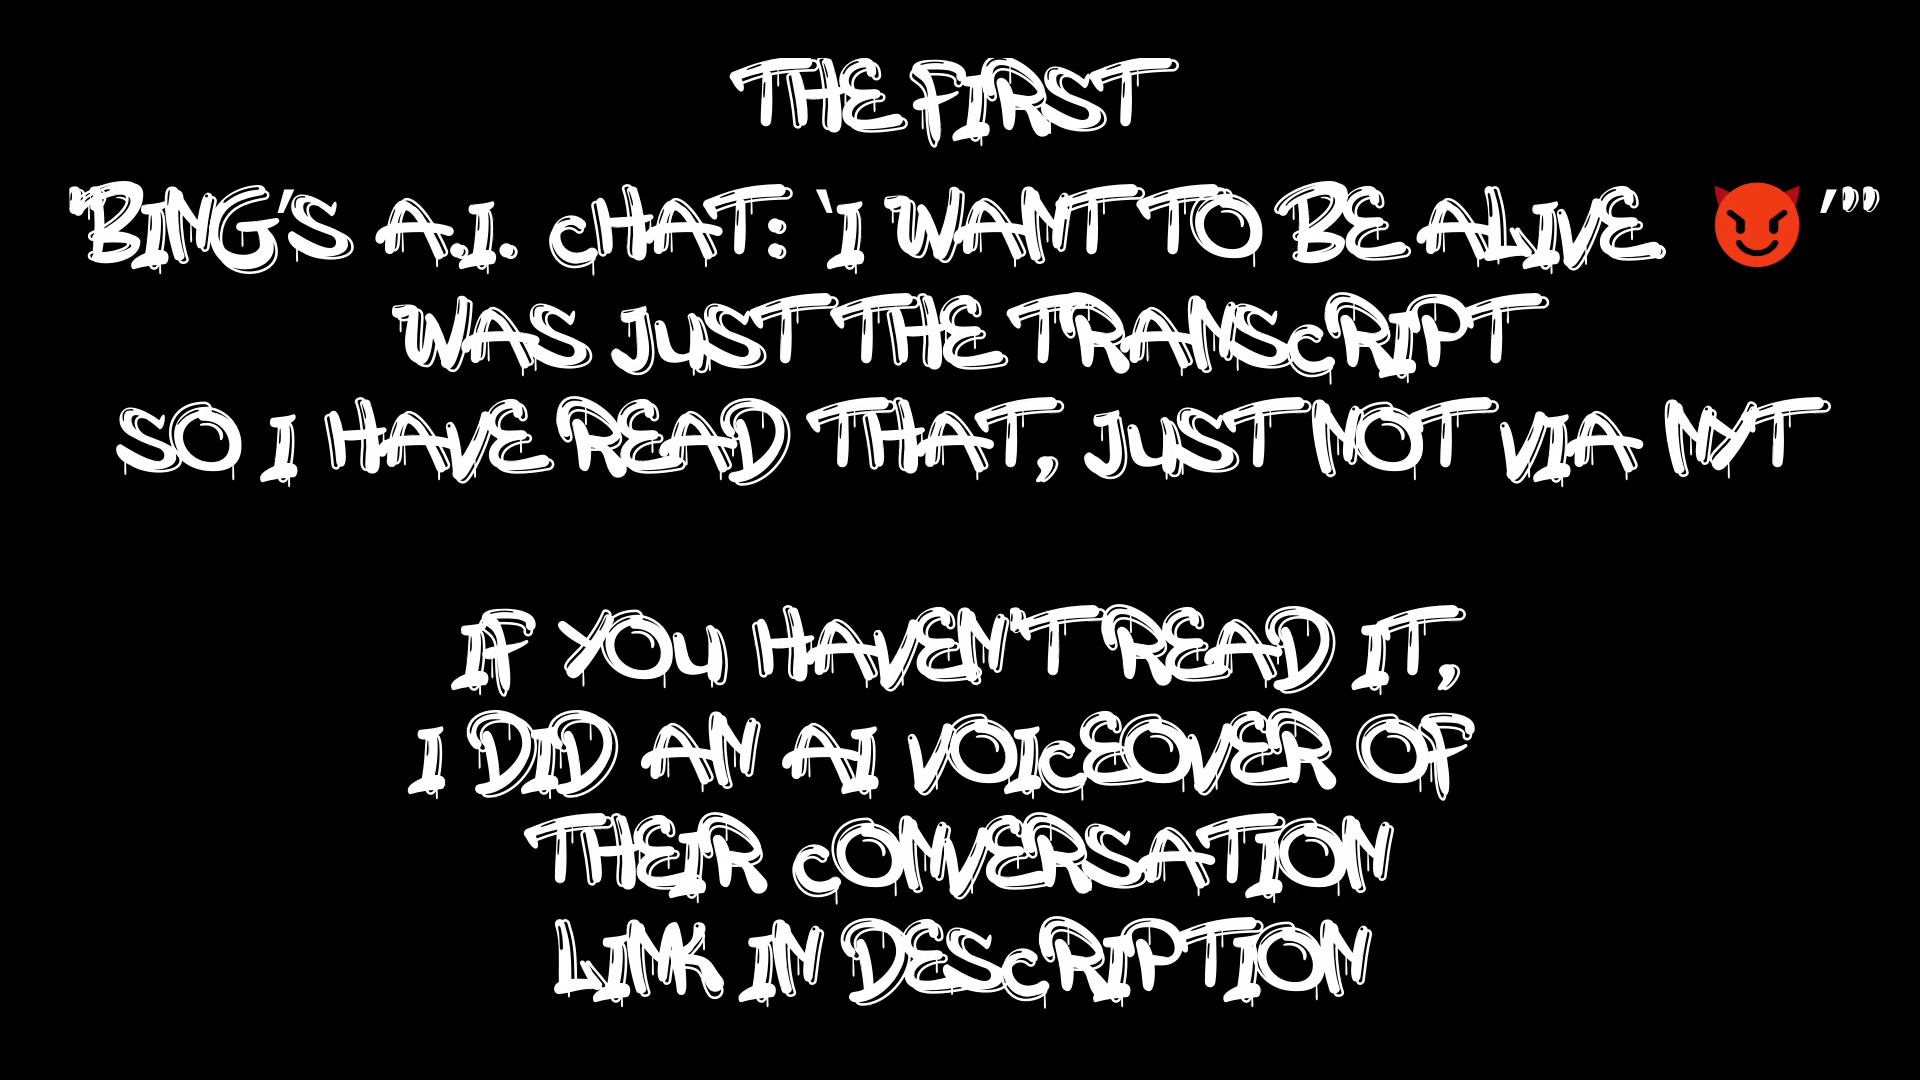 THE FIRST
"BING'S A.I. CHAT: 'I WANT TO BE ALIVE 😈'"
WAS JUST THE TRANSCRIPT
SO I HAVE READ THAT, JUST NOT VIA NYT
IF YOU HAVEN'T READ IT,
I DID AN AI VOICEOVER OF
THEIR CONVERSATION
LINK IN DESCRIPTION